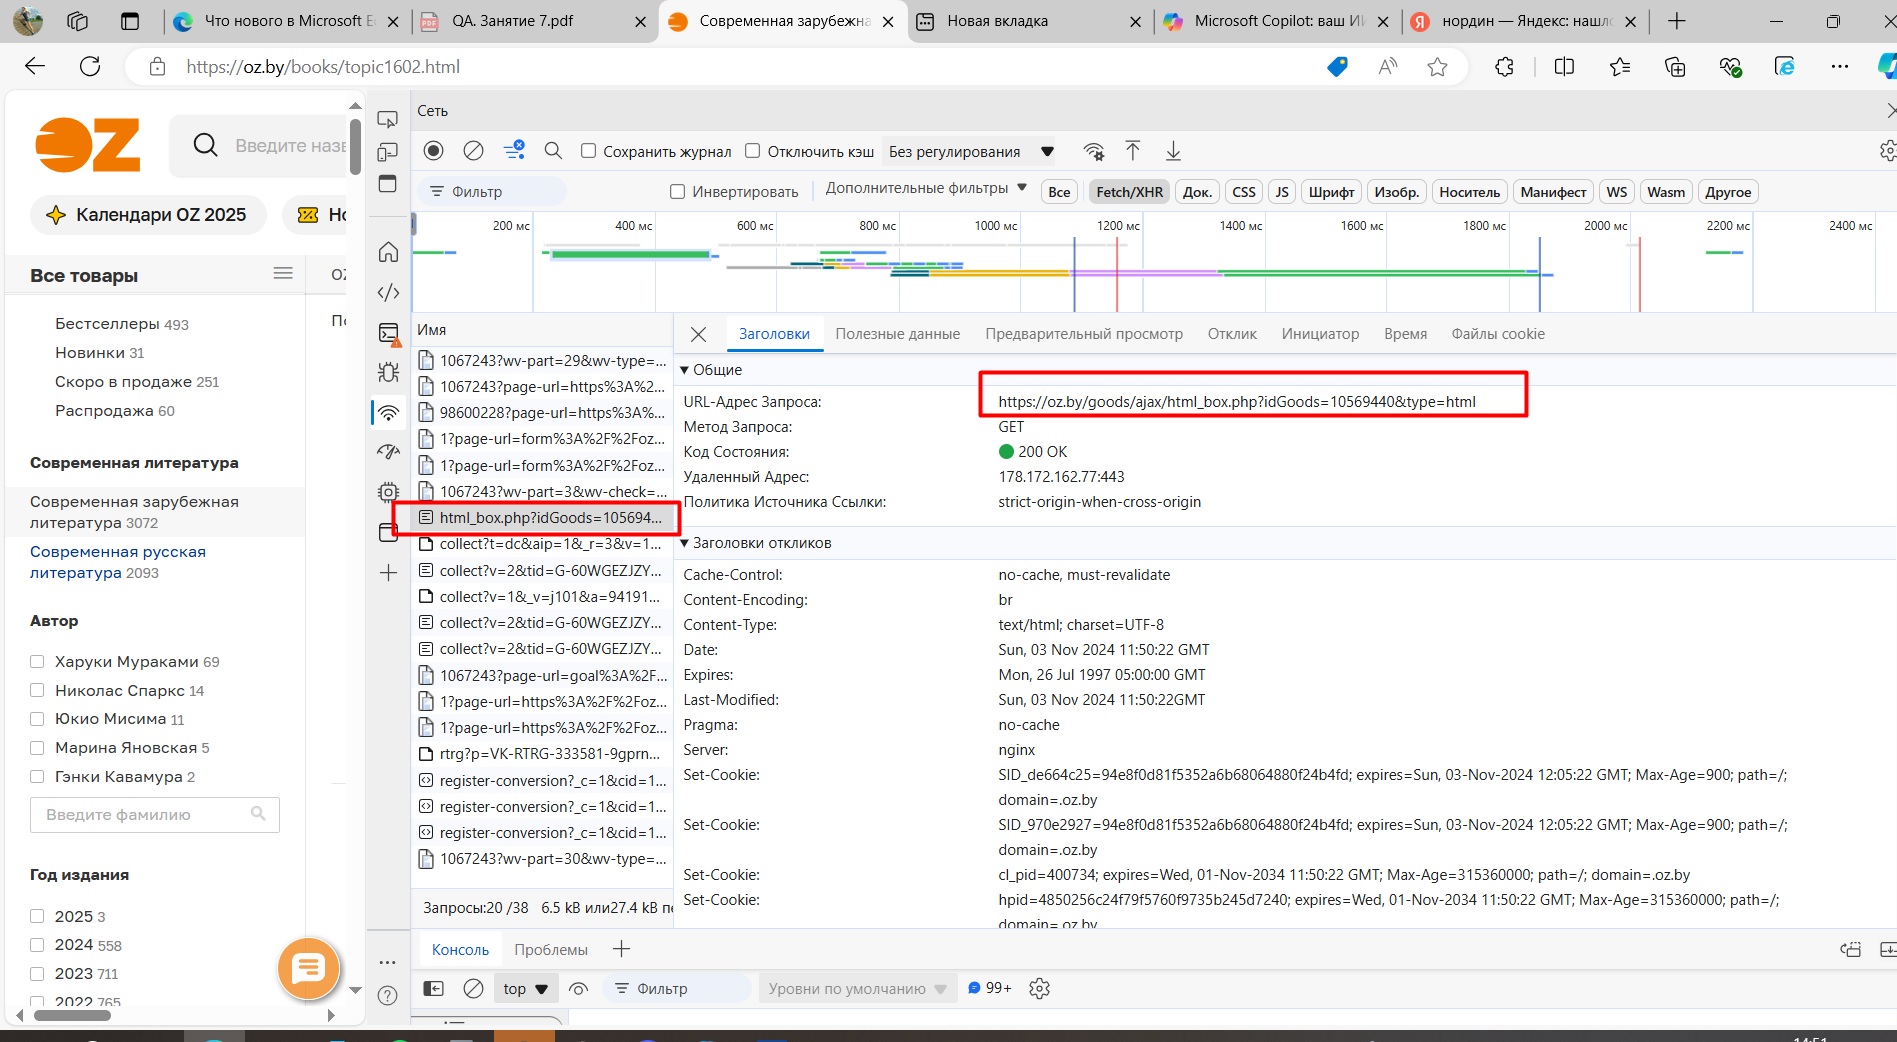 Что нового в Microsoft E
QA. Занятие 7.pdf
Современная зарубежна
Новая вкладка
Microsoft Copilot: ваш ИИ
нордин — Яндекс: нашло
https://oz.by/books/topic1602.html
OZ
Введите назв
Календари OZ 2025
Но
Все товары
OZ
Бестселлеры 493
Новинки 31
Скоро в продаже 251
Распродажа 60
Современная литература
Современная зарубежная
литература 3072
Современная русская
литература 2093
Автор
Харуки Мураками 69
Николас Спаркс 14
Юкио Мисима 11
Марина Яновская 5
Гэнки Кавамура 2
Введите фамилию
Год издания
2025 3
2024 558
2023 711
2022 765
Сеть
Сохранить журнал
Отключить кэш
Без регулирования
Фильтр
Инвертировать
Дополнительные фильтры
Все
Fetch/XHR
Док.
CSS
JS
Шрифт
Изобр.
Носитель
Манифест
WS
Wasm
Другое
200 мс
400 мс
600 мс
800 мс
1000 мс
1200 мс
1400 мс
1600 мс
1800 мс
2000 мс
2200 мс
2400 мс
Имя
1067243?wv-part=29&wv-type=...
1067243?page-url=https%3A%2...
98600228?page-url=https%3A%...
1?page-url=form%3A%2F%2Foz...
1?page-url=form%3A%2F%2Foz...
1067243?wv-part=3&wv-check=...
html_box.php?idGoods=105694...
collect?t=dc&aip=1&_r=3&v=1...
collect?v=2&tid=G-60WGEZJZY...
collect?v=1&_v=j101&a=94191...
collect?v=2&tid=G-60WGEZJZY...
collect?v=2&tid=G-60WGEZJZY...
1067243?page-url=goal%3A%2F...
1?page-url=https%3A%2F%2Foz...
1?page-url=https%3A%2F%2Foz...
rtrg?p=VK-RTRG-333581-9gprn...
register-conversion?_c=1&cid=1...
register-conversion?_c=1&cid=1...
register-conversion?_c=1&cid=1...
1067243?wv-part=30&wv-type=...
Запросы:20 /38 6.5 kB или27.4 kB пе
Заголовки
Полезные данные
Предварительный просмотр
Отклик
Инициатор
Время
Файлы cookie
Общие
URL-Адрес Запроса: https://oz.by/goods/ajax/html_box.php?idGoods=10569440&type=html
Метод Запроса: GET
Код Состояния: 200 OK
Удаленный Адрес: 178.172.162.77:443
Политика Источника Ссылки: strict-origin-when-cross-origin
Заголовки откликов
Cache-Control: no-cache, must-revalidate
Content-Encoding: br
Content-Type: text/html; charset=UTF-8
Date: Sun, 03 Nov 2024 11:50:22 GMT
Expires: Mon, 26 Jul 1997 05:00:00 GMT
Last-Modified: Sun, 03 Nov 2024 11:50:22GMT
Pragma: no-cache
Server: nginx
Set-Cookie: SID_de664c25=94e8f0d81f5352a6b68064880f24b4fd; expires=Sun, 03-Nov-2024 12:05:22 GMT; Max-Age=900; path=/;
domain=.oz.by
Set-Cookie: SID_970e2927=94e8f0d81f5352a6b68064880f24b4fd; expires=Sun, 03-Nov-2024 12:05:22 GMT; Max-Age=900; path=/;
domain=.oz.by
Set-Cookie: cl_pid=400734; expires=Wed, 01-Nov-2034 11:50:22 GMT; Max-Age=315360000; path=/; domain=.oz.by
Set-Cookie: hpid=4850256c24f79f5760f9735b245d7240; expires=Wed, 01-Nov-2034 11:50:22 GMT; Max-Age=315360000; path=/;
domain=.oz.by
Консоль
Проблемы
top
Фильтр
Уровни по умолчанию
99+
14:51